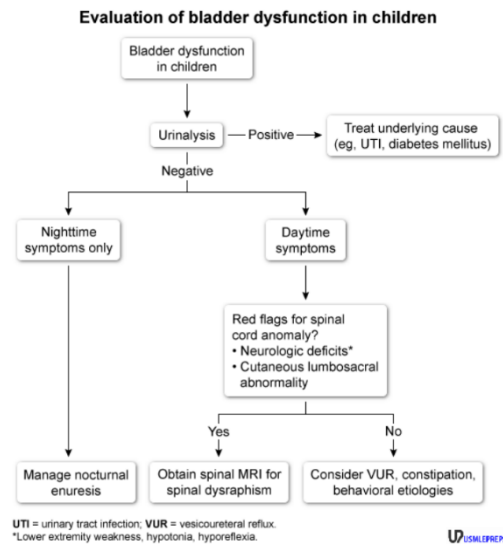 Evaluation of bladder dysfunction in children
Bladder dysfunction
in children
Urinalysis
Positive
Treat underlying cause
(eg, UTI, diabetes mellitus)
Negative
Nighttime
symptoms only
Daytime
symptoms
Red flags for spinal
cord anomaly?
• Neurologic deficits*
• Cutaneous lumbosacral
abnormality
Yes
No
Manage nocturnal
enuresis
Obtain spinal MRI for
spinal dysraphism
Consider VUR, constipation,
behavioral etiologies
UTI = urinary tract infection; VUR = vesicoureteral reflux.
*Lower extremity weakness, hypotonia, hyporeflexia.
USMLEPREP